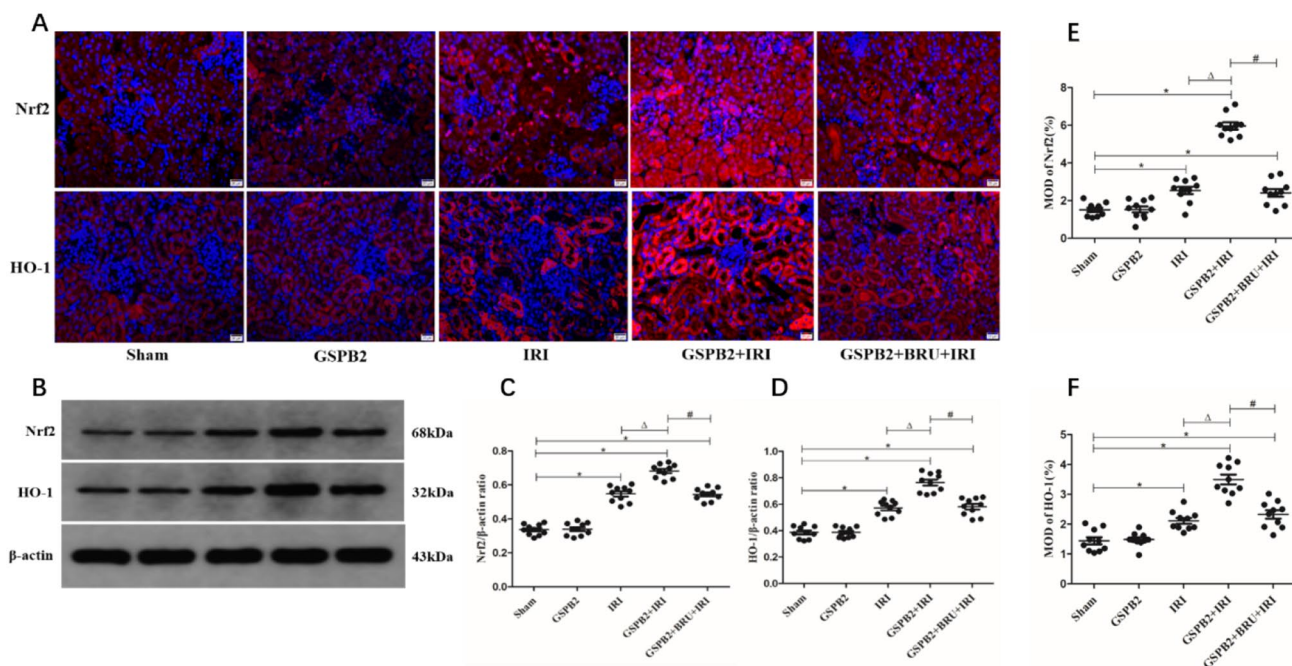 A
Nrf2
HO-1
Sham
GSPB2
IRI
GSPB2+IRI
GSPB2+BRU+IRI
B
Nrf2
68kDa
HO-1
32kDa
β-actin
43kDa
C
Nrf2/β-actin ratio
0.8
0.6
0.4
0.2
#
Δ
*
*
*
Sham
GSPB2
IRI
GSPB2+IRI
GSPB2+BRU+IRI
D
HO-1/β-actin ratio
1.0
0.8
0.6
0.4
0.2
0.0
#
Δ
*
*
*
Sham
GSPB2
IRI
GSPB2+IRI
GSPB2+BRU+IRI
E
MOD of Nrf2(%)
8
6
4
2
0
#
Δ
*
*
*
Sham
GSPB2
IRI
GSPB2+IRI
GSPB2+BRU+IRI
F
MOD of HO-1(%)
5
4
3
2
1
0
#
Δ
*
*
*
Sham
GSPB2
IRI
GSPB2+IRI
GSPB2+BRU+IRI